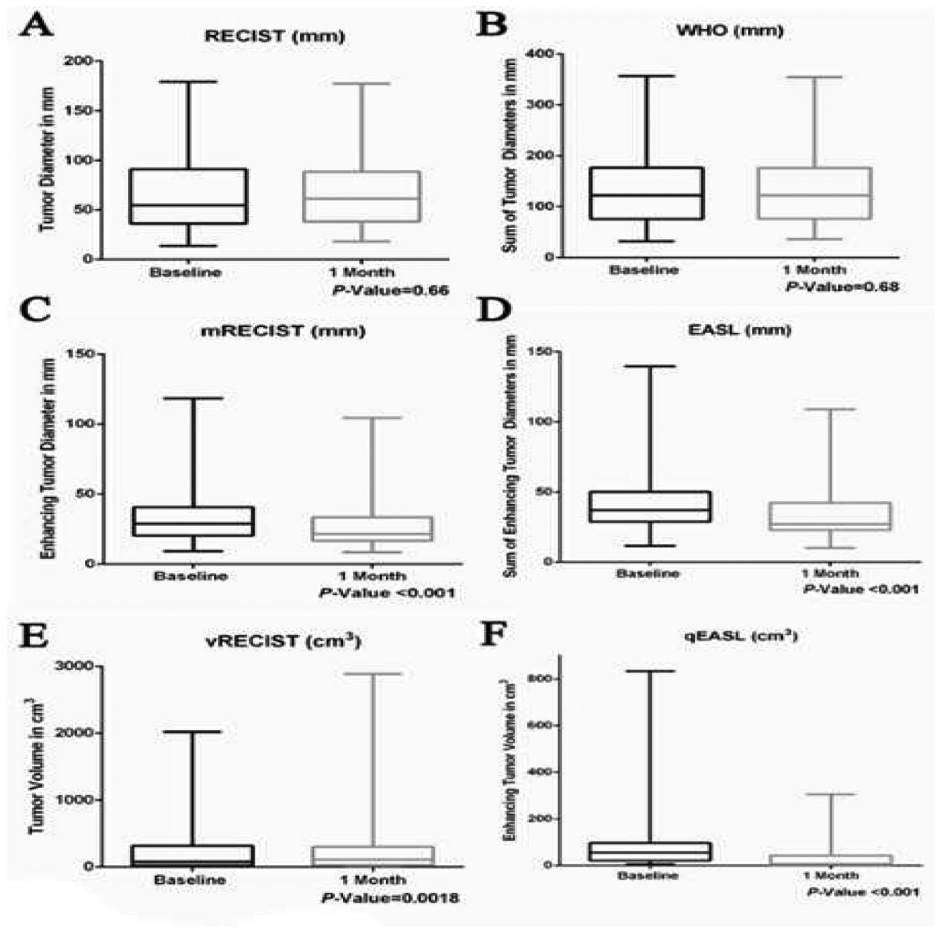 A
RECIST (mm)
Tumor Diameter in mm
200
150
100
50
0
Baseline
1 Month
P-Value=0.66
B
WHO (mm)
Sum of Tumor Diameters in mm
400
300
200
100
0
Baseline
1 Month
P-Value=0.68
C
mRECIST (mm)
Enhancing Tumor Diameter in mm
150
100
50
0
Baseline
1 Month
P-Value <0.001
D
EASL (mm)
Sum of Enhancing Tumor Diameters in mm
150
100
50
0
Baseline
1 Month
P-Value <0.001
E
vRECIST (cm³)
Tumor Volume in cm³
3000
2000
1000
0
Baseline
1 Month
P-Value=0.0018
F
qEASL (cm³)
Enhancing Tumor Volume in cm³
800
600
400
200
0
Baseline
1 Month
P-Value <0.001